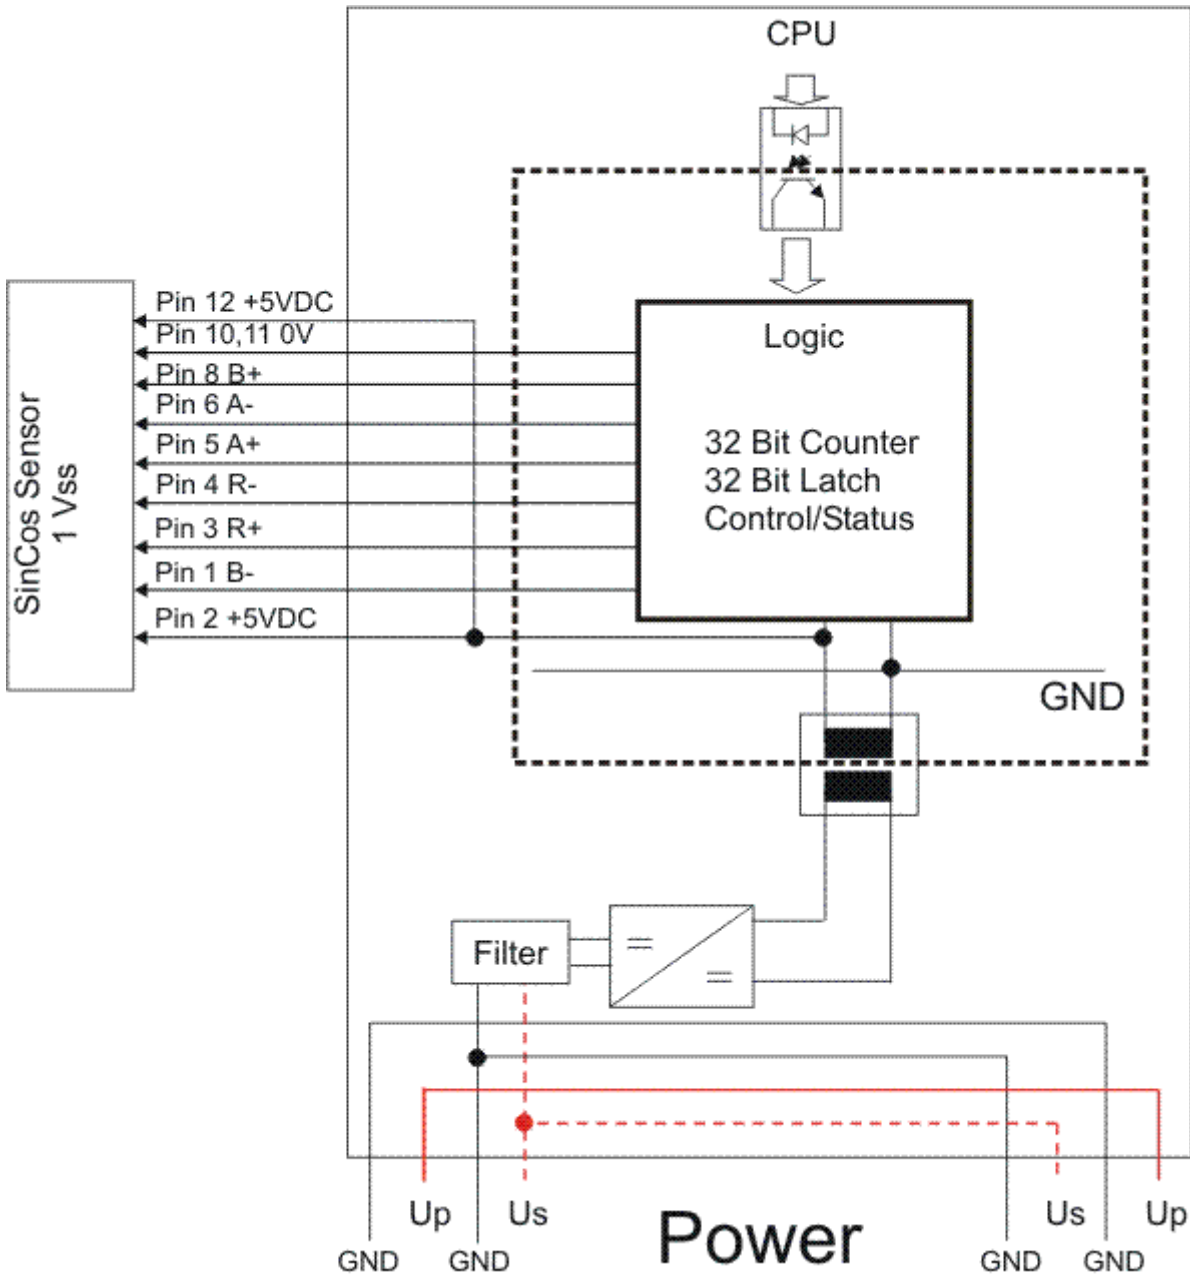 CPU
Pin 12 +5VDC
Pin 10,11 0V
Pin 8 B+
Pin 6 A-
Pin 5 A+
Pin 4 R-
Pin 3 R+
Pin 1 B-
Pin 2 +5VDC
SinCos Sensor
1 Vss
Logic
32 Bit Counter
32 Bit Latch
Control/Status
GND
Filter
Up
Us
Us
Up
Power
GND
GND
GND
GND